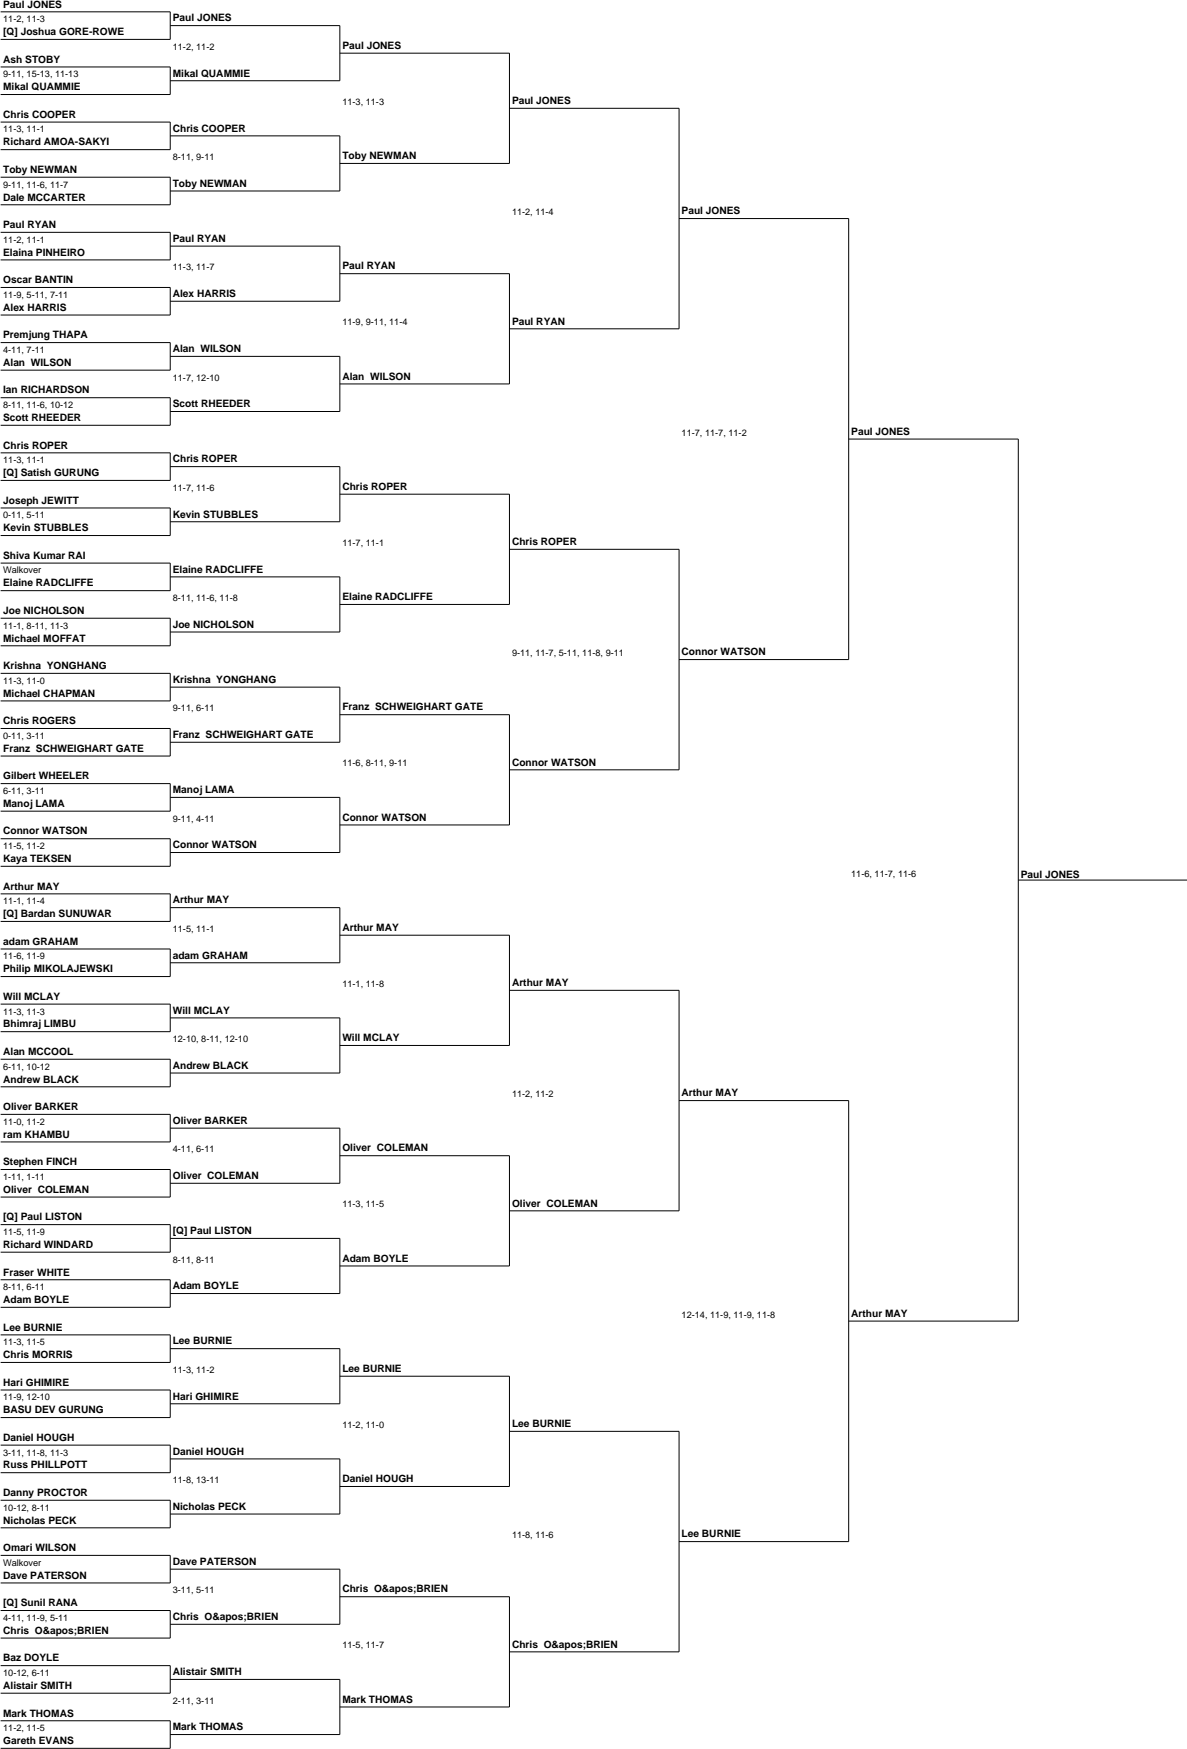 Paul JONES
11-2, 11-3
[Q] Joshua GORE-ROWE
Ash STOBY
9-11, 15-13, 11-13
Mikal QUAMMIE
Chris COOPER
11-3, 11-1
Richard AMOA-SAKYI
Toby NEWMAN
9-11, 11-6, 11-7
Dale MCCARTER
Paul RYAN
11-2, 11-1
Elaina PINHEIRO
Oscar BANTIN
11-9, 5-11, 7-11
Alex HARRIS
Premjung THAPA
4-11, 7-11
Alan  WILSON
Ian RICHARDSON
8-11, 11-6, 10-12
Scott RHEEDER
Chris ROPER
11-3, 11-1
[Q] Satish GURUNG
Joseph JEWITT
0-11, 5-11
Kevin STUBBLES
Shiva Kumar RAI
Walkover
Elaine RADCLIFFE
Joe NICHOLSON
11-1, 8-11, 11-3
Michael MOFFAT
Krishna  YONGHANG
11-3, 11-0
Michael CHAPMAN
Chris ROGERS
0-11, 3-11
Franz  SCHWEIGHART GATE
Gilbert WHEELER
6-11, 3-11
Manoj LAMA
Connor WATSON
11-5, 11-2
Kaya TEKSEN
Arthur MAY
11-1, 11-4
[Q] Bardan SUNUWAR
adam GRAHAM
11-6, 11-9
Philip MIKOLAJEWSKI
Will MCLAY
11-3, 11-3
Bhimraj LIMBU
Alan MCCOOL
6-11, 10-12
Andrew BLACK
Oliver BARKER
11-0, 11-2
ram KHAMBU
Stephen FINCH
1-11, 1-11
Oliver  COLEMAN
[Q] Paul LISTON
11-5, 11-9
Richard WINDARD
Fraser WHITE
8-11, 6-11
Adam BOYLE
Lee BURNIE
11-3, 11-5
Chris MORRIS
Hari GHIMIRE
11-9, 12-10
BASU DEV GURUNG
Daniel HOUGH
3-11, 11-8, 11-3
Russ PHILLPOTT
Danny PROCTOR
10-12, 8-11
Nicholas PECK
Omari WILSON
Walkover
Dave PATERSON
[Q] Sunil RANA
4-11, 11-9, 5-11
Chris  O&apos;BRIEN
Baz DOYLE
10-12, 6-11
Alistair SMITH
Mark THOMAS
11-2, 11-5
Gareth EVANS
Paul JONES
11-2, 11-2
Mikal QUAMMIE
Chris COOPER
8-11, 9-11
Toby NEWMAN
Paul RYAN
11-3, 11-7
Alex HARRIS
Alan  WILSON
11-7, 12-10
Scott RHEEDER
Chris ROPER
11-7, 11-6
Kevin STUBBLES
Elaine RADCLIFFE
8-11, 11-6, 11-8
Joe NICHOLSON
Krishna  YONGHANG
9-11, 6-11
Franz  SCHWEIGHART GATE
Manoj LAMA
9-11, 4-11
Connor WATSON
Arthur MAY
11-5, 11-1
adam GRAHAM
Will MCLAY
12-10, 8-11, 12-10
Andrew BLACK
Oliver BARKER
4-11, 6-11
Oliver  COLEMAN
[Q] Paul LISTON
8-11, 8-11
Adam BOYLE
Lee BURNIE
11-3, 11-2
Hari GHIMIRE
Daniel HOUGH
11-8, 13-11
Nicholas PECK
Dave PATERSON
3-11, 5-11
Chris  O&apos;BRIEN
Alistair SMITH
2-11, 3-11
Mark THOMAS
Paul JONES
11-3, 11-3
Toby NEWMAN
Paul RYAN
11-9, 9-11, 11-4
Alan  WILSON
Chris ROPER
11-7, 11-1
Elaine RADCLIFFE
Franz  SCHWEIGHART GATE
11-6, 8-11, 9-11
Connor WATSON
Arthur MAY
11-1, 11-8
Will MCLAY
Oliver  COLEMAN
11-3, 11-5
Adam BOYLE
Lee BURNIE
11-2, 11-0
Daniel HOUGH
Chris  O&apos;BRIEN
11-5, 11-7
Mark THOMAS
Paul JONES
11-2, 11-4
Paul RYAN
Chris ROPER
9-11, 11-7, 5-11, 11-8, 9-11
Connor WATSON
Arthur MAY
11-2, 11-2
Oliver  COLEMAN
Lee BURNIE
11-8, 11-6
Chris  O&apos;BRIEN
Paul JONES
11-7, 11-7, 11-2
Connor WATSON
Arthur MAY
12-14, 11-9, 11-9, 11-8
Lee BURNIE
Paul JONES
11-6, 11-7, 11-6
Arthur MAY
Paul JONES